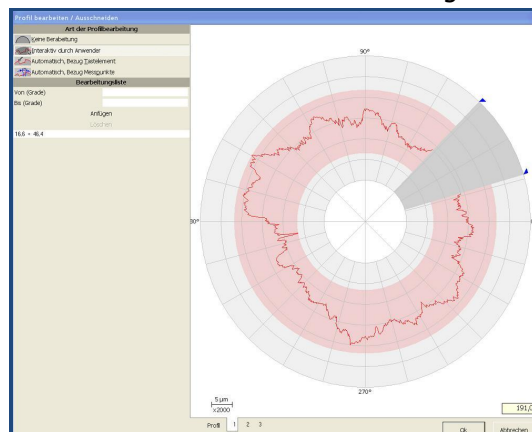 Profil bearbeiten / Ausschneiden
Art der Profilbearbeitung
Keine Berabeitung
Interaktiv durch Anwender
Automatisch, Bezug Tastelement
Automatisch, Bezug Messpunkte
Bearbeitungsliste
Von (Grade)
Bis (Grade)
Anfügen
Löschen
16,6 ÷ 46,4
90°
270°
5 µm
x2000
191,0
Profil 1 2 3
Ok
Abbrechen